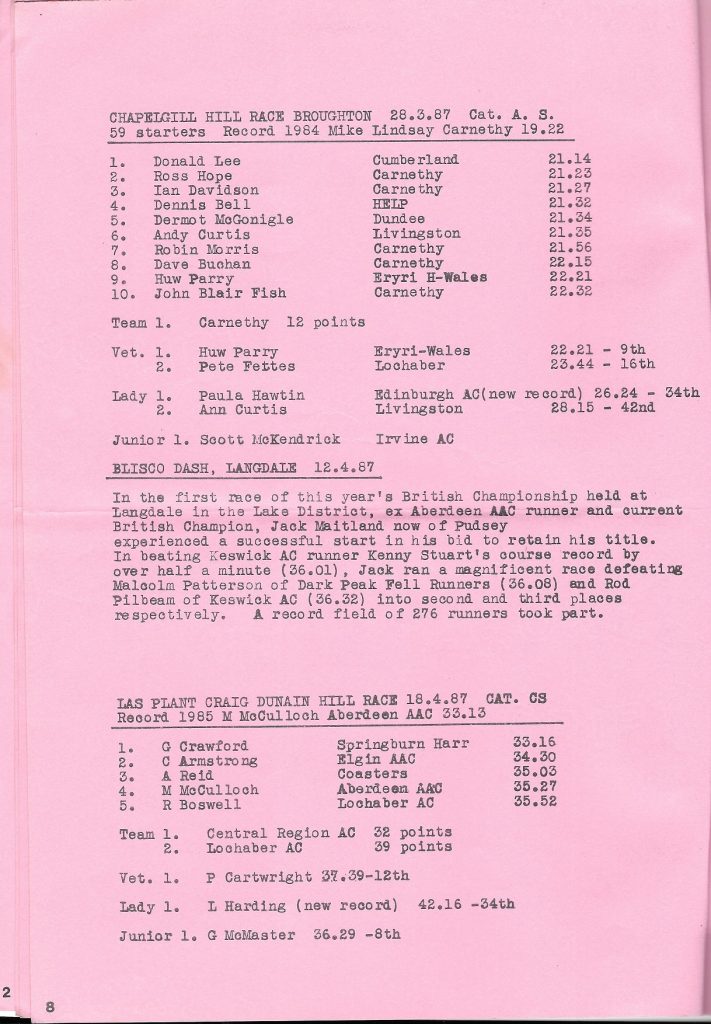 CHAPELGILL HILL RACE BROUGHTON 28.3.87 Cat. A. S.
59 starters Record 1984 Mike Lindsay Carnethy 19.22
1. Donald Lee Cumberland 21.14
2. Ross Hope Carnethy 21.23
3. Ian Davidson Carnethy 21.27
4. Dennis Bell HELP 21.32
5. Dermot McGonigle Dundee 21.34
6. Andy Curtis Livingston 21.35
7. Robin Morris Carnethy 21.56
8. Dave Buchan Carnethy 22.15
9. Huw Parry Eryri H-Wales 22.21
10. John Blair Fish Carnethy 22.32
Team 1. Carnethy 12 points
Vet. 1. Huw Parry Eryri-Wales 22.21 - 9th
2. Pete Fettes Lochaber 23.44 - 16th
Lady 1. Paula Hawtin Edinburgh AC(new record) 26.24 - 34th
2. Ann Curtis Livingston 28.15 - 42nd
Junior 1. Scott McKendrick Irvine AC
BLISCO DASH, LANGDALE 12.4.87
In the first race of this year's British Championship held at
Langdale in the Lake District, ex Aberdeen AAC runner and current
British Champion, Jack Maitland now of Pudsey
experienced a successful start in his bid to retain his title.
In beating Keswick AC runner Kenny Stuart's course record by
over half a minute (36.01), Jack ran a magnificent race defeating
Malcolm Patterson of Dark Peak Fell Runners (36.08) and Rod
Pilbeam of Keswick AC (36.32) into second and third places
respectively. A record field of 276 runners took part.
LAS PLANT CRAIG DUNAIN HILL RACE 18.4.87 CAT. CS
Record 1985 M McCulloch Aberdeen AAC 33.13
1. G Crawford Springburn Harr 33.16
2. C Armstrong Elgin AAC 34.30
3. A Reid Coasters 35.03
4. M McCulloch Aberdeen AAC 35.27
5. R Boswell Lochaber AC 35.52
Team 1. Central Region AC 32 points
2. Lochaber AC 39 points
Vet. 1. P Cartwright 37.39-12th
Lady 1. L Harding (new record) 42.16 -34th
Junior 1. G McMaster 36.29 -8th
2
8